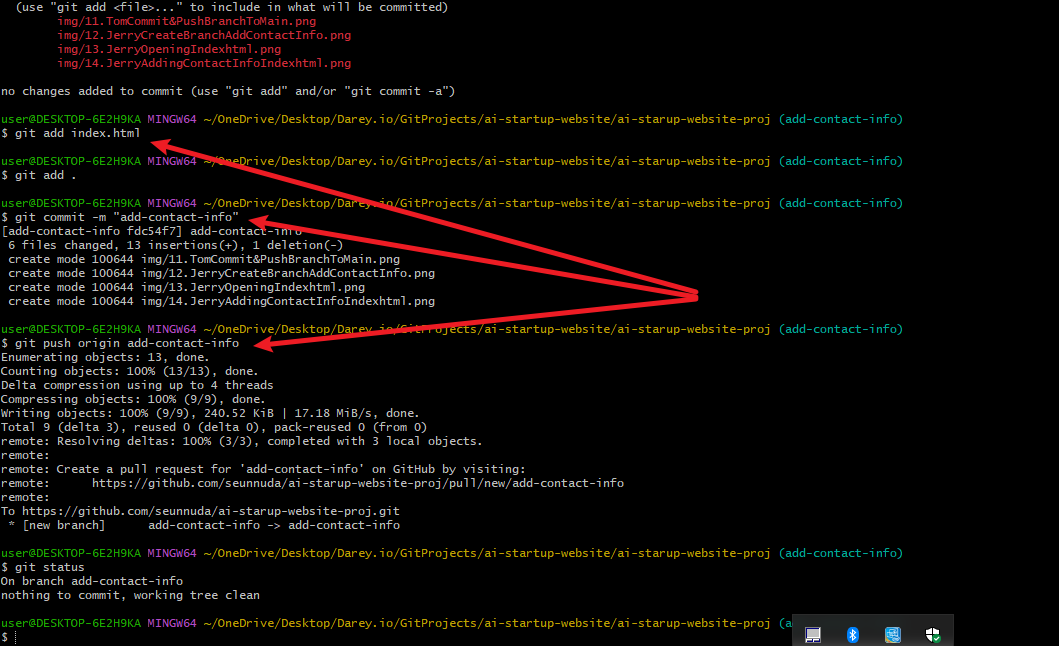 (use "git add <file>..." to include in what will be committed)
img/11.TomCommit&PushBranchToMain.png
img/12.JerryCreateBranchAddContactInfo.png
img/13.JerryOpeningIndexhtml.png
img/14.JerryAddingContactInfoIndexhtml.png
no changes added to commit (use "git add" and/or "git commit -a")
user@DESKTOP-6E2H9KA MINGW64 ~/OneDrive/Desktop/Darey.io/GitProjects/ai-startup-website/ai-starup-website-proj (add-contact-info)
$ git add index.html
user@DESKTOP-6E2H9KA MINGW64 ~/OneDrive/Desktop/Darey.io/GitProjects/ai-startup-website/ai-starup-website-proj (add-contact-info)
$ git add .
user@DESKTOP-6E2H9KA MINGW64 ~/OneDrive/Desktop/Darey.io/GitProjects/ai-startup-website/ai-starup-website-proj (add-contact-info)
$ git commit -m "add-contact-info"
[add-contact-info fdc54f7] add-contact-info
6 files changed, 13 insertions(+), 1 deletion(-)
create mode 100644 img/11.TomCommit&PushBranchToMain.png
create mode 100644 img/12.JerryCreateBranchAddContactInfo.png
create mode 100644 img/13.JerryOpeningIndexhtml.png
create mode 100644 img/14.JerryAddingContactInfoIndexhtml.png
user@DESKTOP-6E2H9KA MINGW64 ~/OneDrive/Desktop/Darey.io/GitProjects/ai-startup-website/ai-starup-website-proj (add-contact-info)
$ git push origin add-contact-info
Enumerating objects: 13, done.
Counting objects: 100% (13/13), done.
Delta compression using up to 4 threads
Compressing objects: 100% (9/9), done.
Writing objects: 100% (9/9), 240.52 KiB | 17.18 MiB/s, done.
Total 9 (delta 3), reused 0 (delta 0), pack-reused 0 (from 0)
remote: Resolving deltas: 100% (3/3), completed with 3 local objects.
remote:
remote: Create a pull request for 'add-contact-info' on GitHub by visiting:
remote:      https://github.com/seunnuda/ai-starup-website-proj/pull/new/add-contact-info
remote:
To https://github.com/seunnuda/ai-starup-website-proj.git
* [new branch]      add-contact-info -> add-contact-info
user@DESKTOP-6E2H9KA MINGW64 ~/OneDrive/Desktop/Darey.io/GitProjects/ai-startup-website/ai-starup-website-proj (add-contact-info)
$ git status
On branch add-contact-info
nothing to commit, working tree clean
user@DESKTOP-6E2H9KA MINGW64 ~/OneDrive/Desktop/Darey.io/GitProjects/ai-startup-website/ai-starup-website-proj (a
$